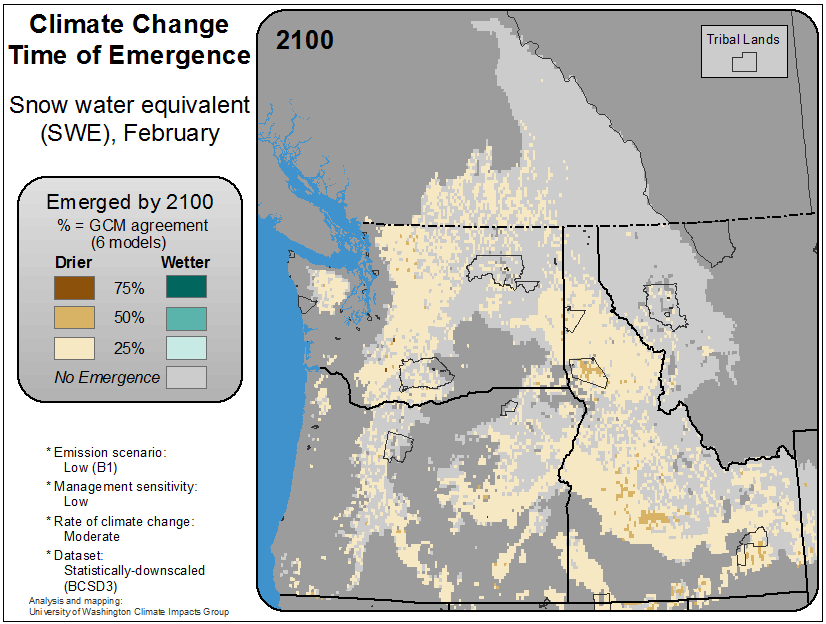 Climate Change
Time of Emergence
Snow water equivalent
(SWE), February
2100
Tribal Lands
Emerged by 2100
% = GCM agreement
(6 models)
Drier Wetter
75%
50%
25%
No Emergence
* Emission scenario:
Low (B1)
* Management sensitivity:
Low
* Rate of climate change:
Moderate
* Dataset:
Statistically-downscaled
(BCSD3)
Analysis and mapping:
University of Washington Climate Impacts Group